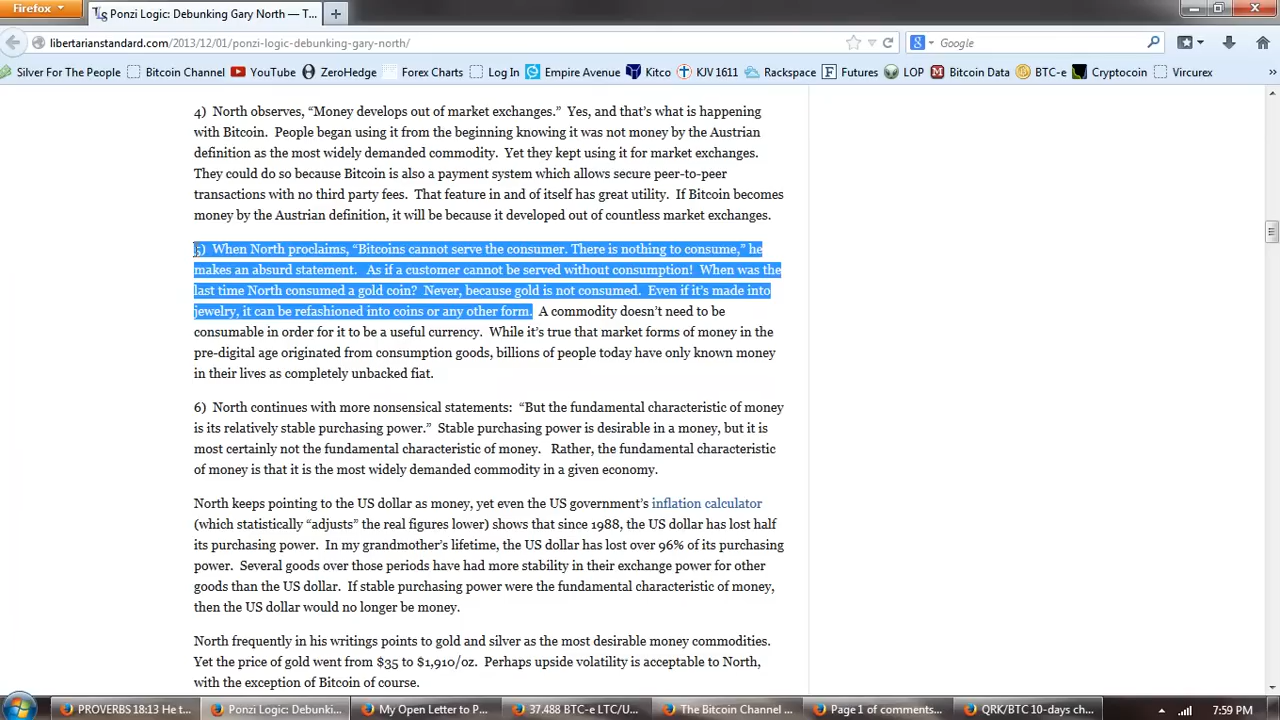 Firefox
Ponzi Logic: Debunking Gary North — T...
libertarianstandard.com/2013/12/01/ponzi-logic-debunking-gary-north/
Google
Silver For The People Bitcoin Channel YouTube ZeroHedge Forex Charts Log In Empire Avenue Kitco KJV 1611 Rackspace Futures LOP Bitcoin Data BTC-e Cryptocoin Vircurex
4) North observes, “Money develops out of market exchanges.” Yes, and that’s what is happening
with Bitcoin. People began using it from the beginning knowing it was not money by the Austrian
definition as the most widely demanded commodity. Yet they kept using it for market exchanges.
They could do so because Bitcoin is also a payment system which allows secure peer-to-peer
transactions with no third party fees. That feature in and of itself has great utility. If Bitcoin becomes
money by the Austrian definition, it will be because it developed out of countless market exchanges.
5) When North proclaims, “Bitcoins cannot serve the consumer. There is nothing to consume,” he
makes an absurd statement. As if a customer cannot be served without consumption! When was the
last time North consumed a gold coin? Never, because gold is not consumed. Even if it’s made into
jewelry, it can be refashioned into coins or any other form. A commodity doesn’t need to be
consumable in order for it to be a useful currency. While it’s true that market forms of money in the
pre-digital age originated from consumption goods, billions of people today have only known money
in their lives as completely unbacked fiat.
6) North continues with more nonsensical statements: “But the fundamental characteristic of money
is its relatively stable purchasing power.” Stable purchasing power is desirable in a money, but it is
most certainly not the fundamental characteristic of money. Rather, the fundamental characteristic
of money is that it is the most widely demanded commodity in a given economy.
North keeps pointing to the US dollar as money, yet even the US government’s inflation calculator
(which statistically “adjusts” the real figures lower) shows that since 1988, the US dollar has lost half
its purchasing power. In my grandmother’s lifetime, the US dollar has lost over 96% of its purchasing
power. Several goods over those periods have had more stability in their exchange power for other
goods than the US dollar. If stable purchasing power were the fundamental characteristic of money,
then the US dollar would no longer be money.
North frequently in his writings points to gold and silver as the most desirable money commodities.
Yet the price of gold went from $35 to $1,910/oz. Perhaps upside volatility is acceptable to North,
with the exception of Bitcoin of course.
PROVERBS 18:13 He t... Ponzi Logic: Debunki... My Open Letter to P... 37.488 BTC-e LTC/U... The Bitcoin Channel ... Page 1 of comments... QRK/BTC 10-days ch... 7:59 PM